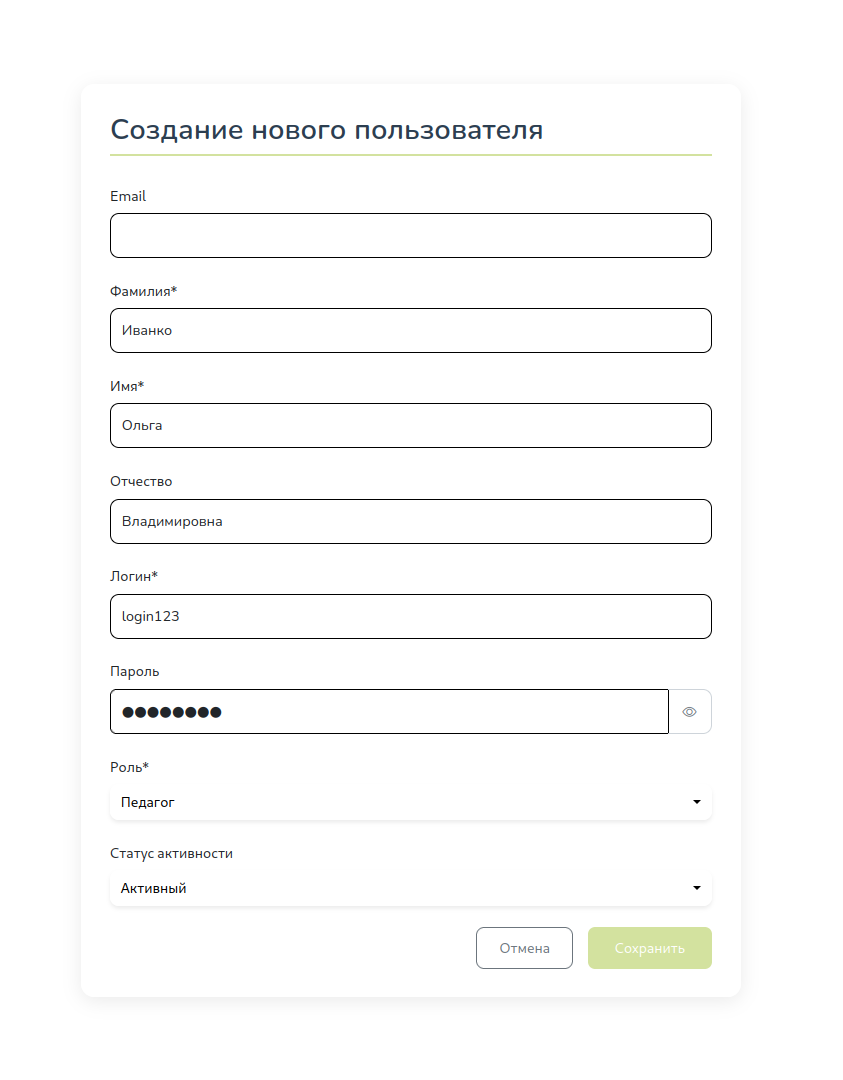 Создание нового пользователя
Email
Фамилия*
Иванко
Имя*
Ольга
Отчество
Владимировна
Логин*
login123
Пароль
●●●●●●●●
Роль*
Педагог
Статус активности
Активный
Отмена Сохранить